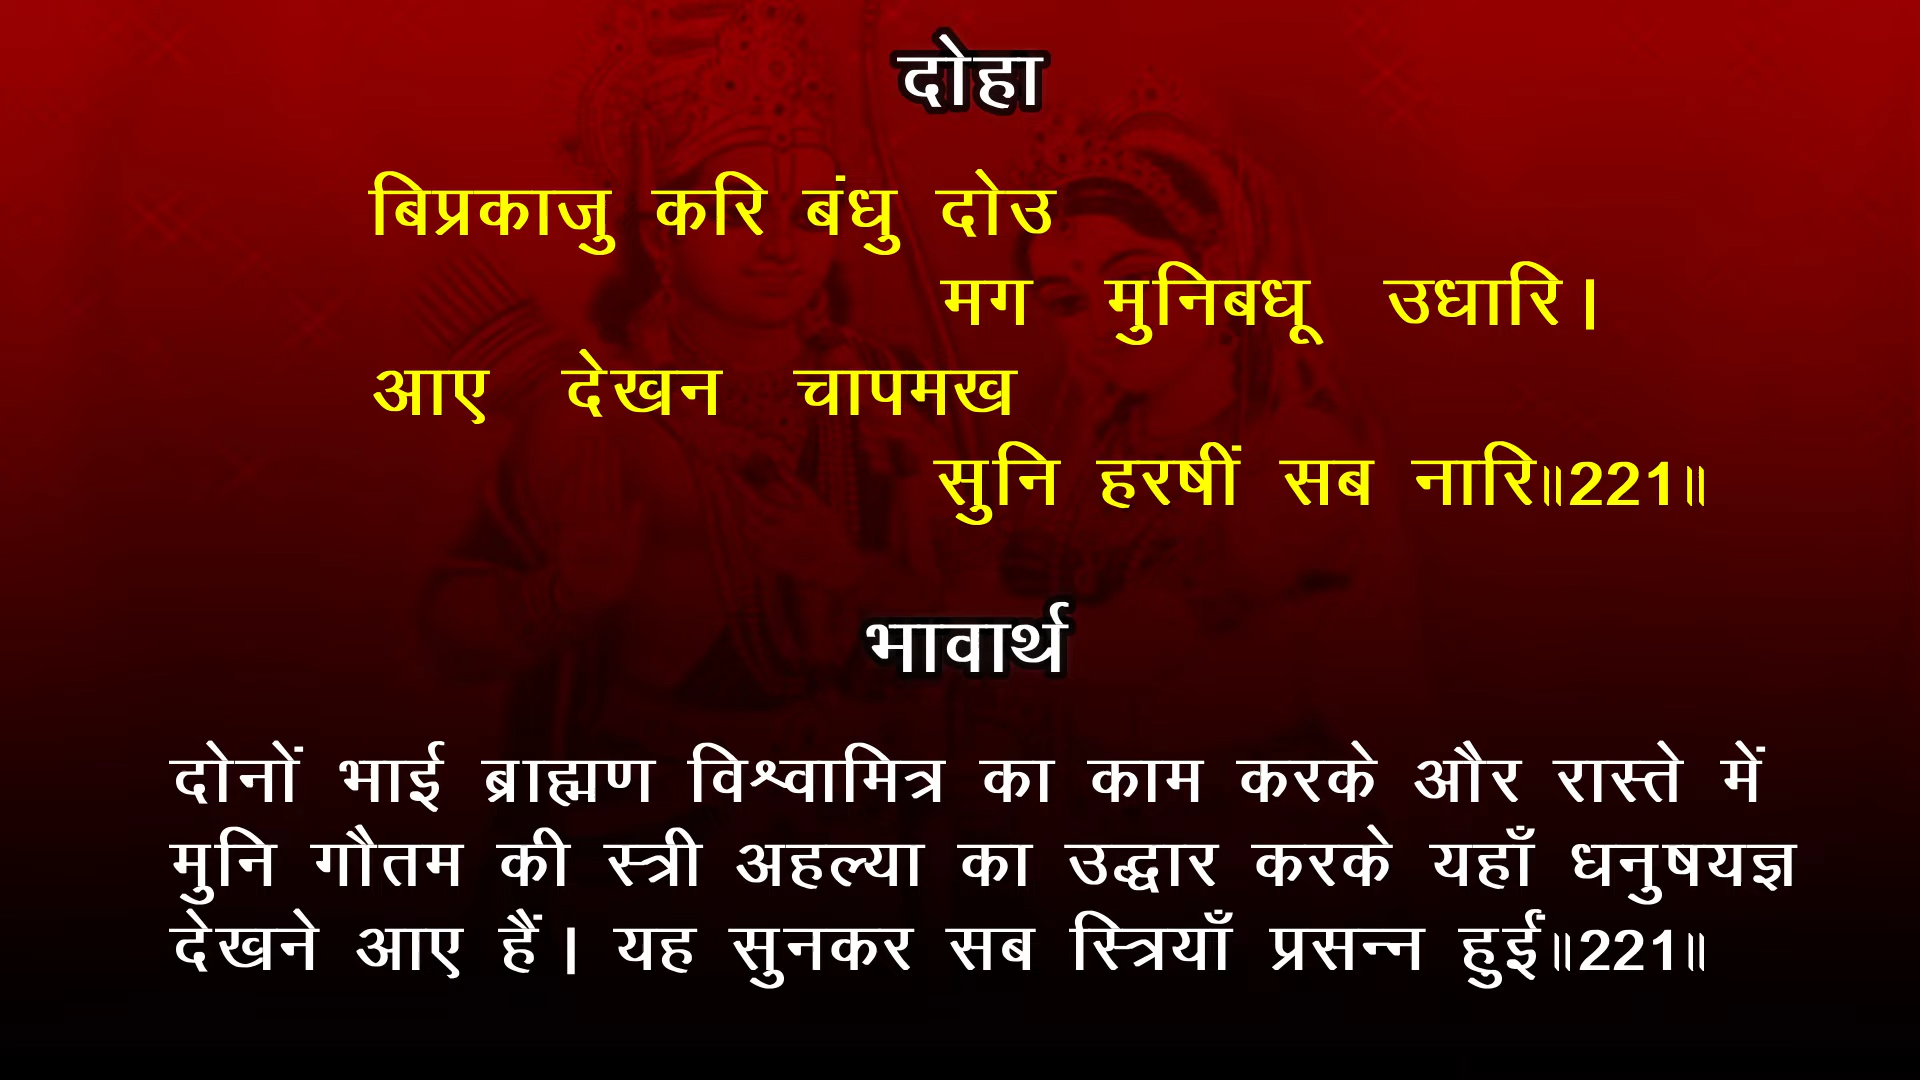 दोहा
बिप्रकाजु करि बंधु दोउ
मग मुनिबधू उधारि।
आए देखन चापमख
सुनि हरषीं सब नारि॥221॥
भावार्थ
दोनों भाई ब्राह्मण विश्वामित्र का काम करके और रास्ते में
मुनि गौतम की स्त्री अहल्या का उद्धार करके यहाँ धनुषयज्ञ
देखने आए हैं। यह सुनकर सब स्त्रियाँ प्रसन्न हुईं॥221॥